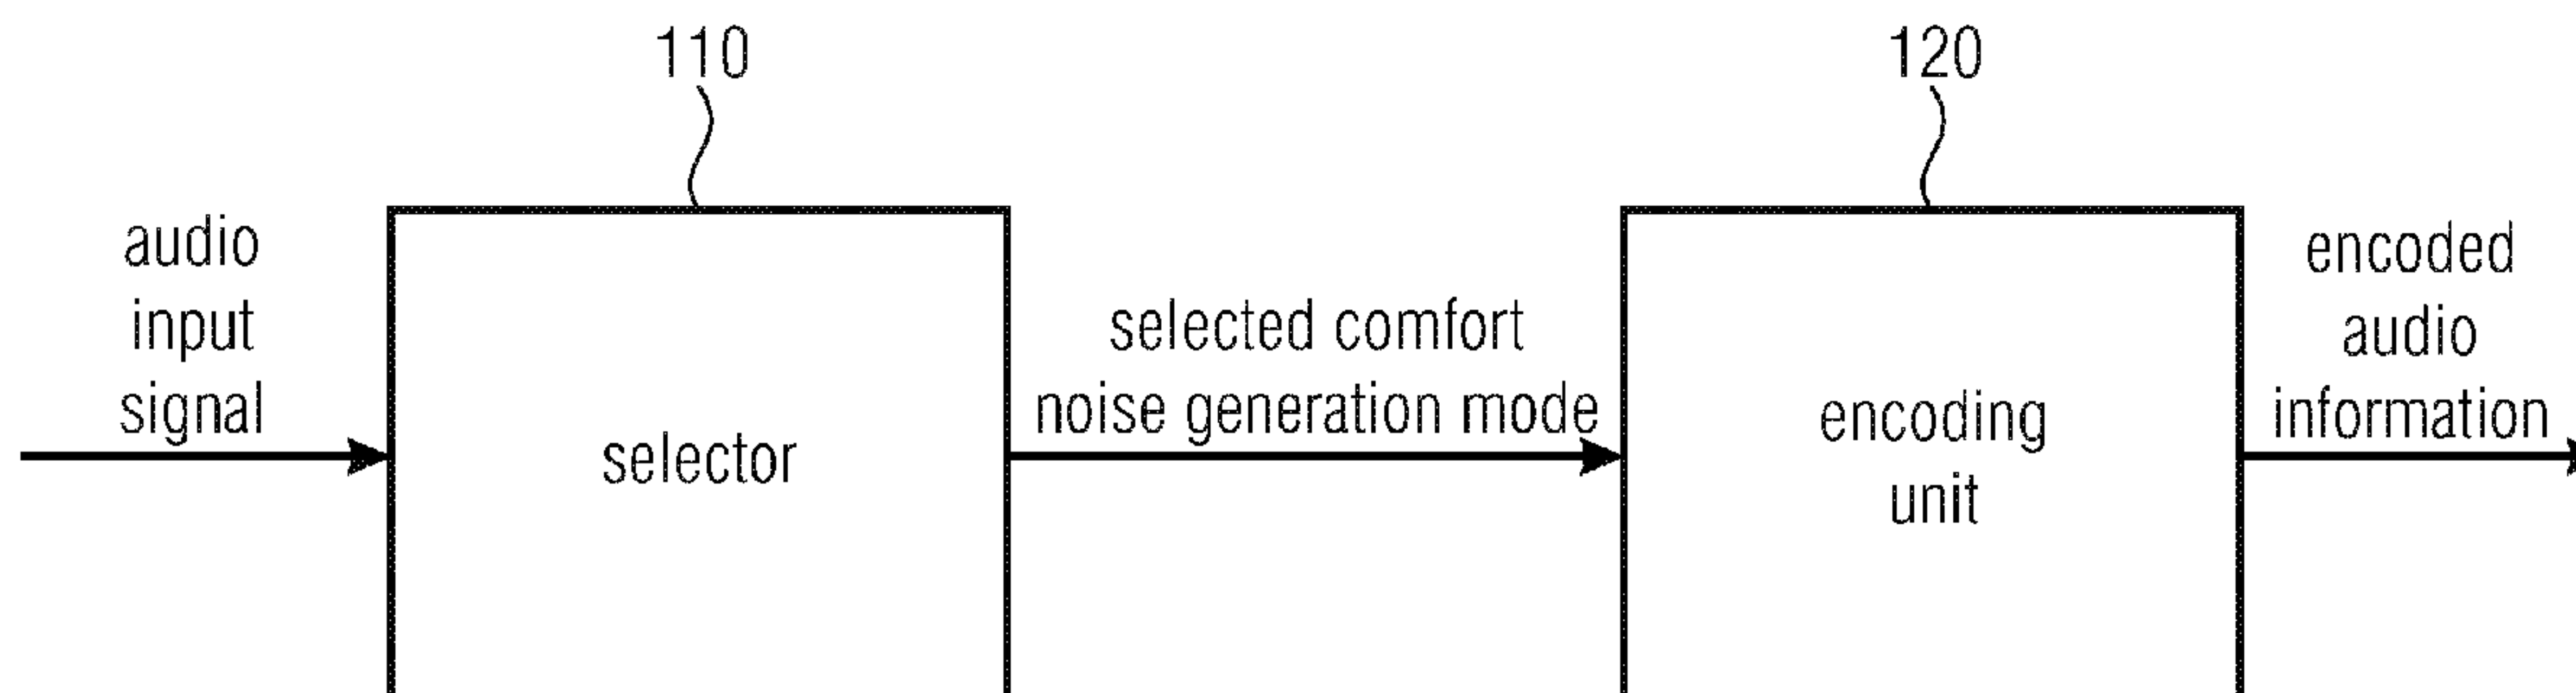 110
120
audio
input
signal
selector
selected comfort
noise generation mode
encoding
unit
encoded
audio
information